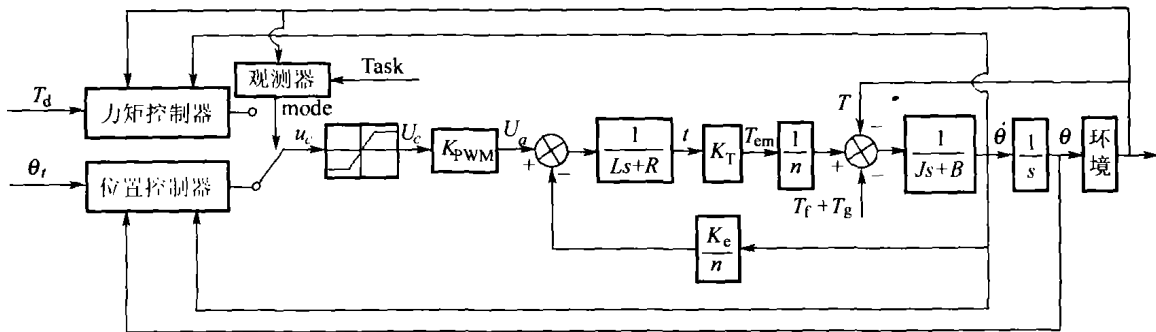 观测器
Task
T_d
力矩控制器
mode
θ_r
位置控制器
u_c
U_c
K_PWM
U_a
+
−
1
Ls+R
t
K_T
T_em
1
n
T
−
+
−
T_f + T_g
1
Js+B
θ̇
1
s
θ
环境
K_e
n